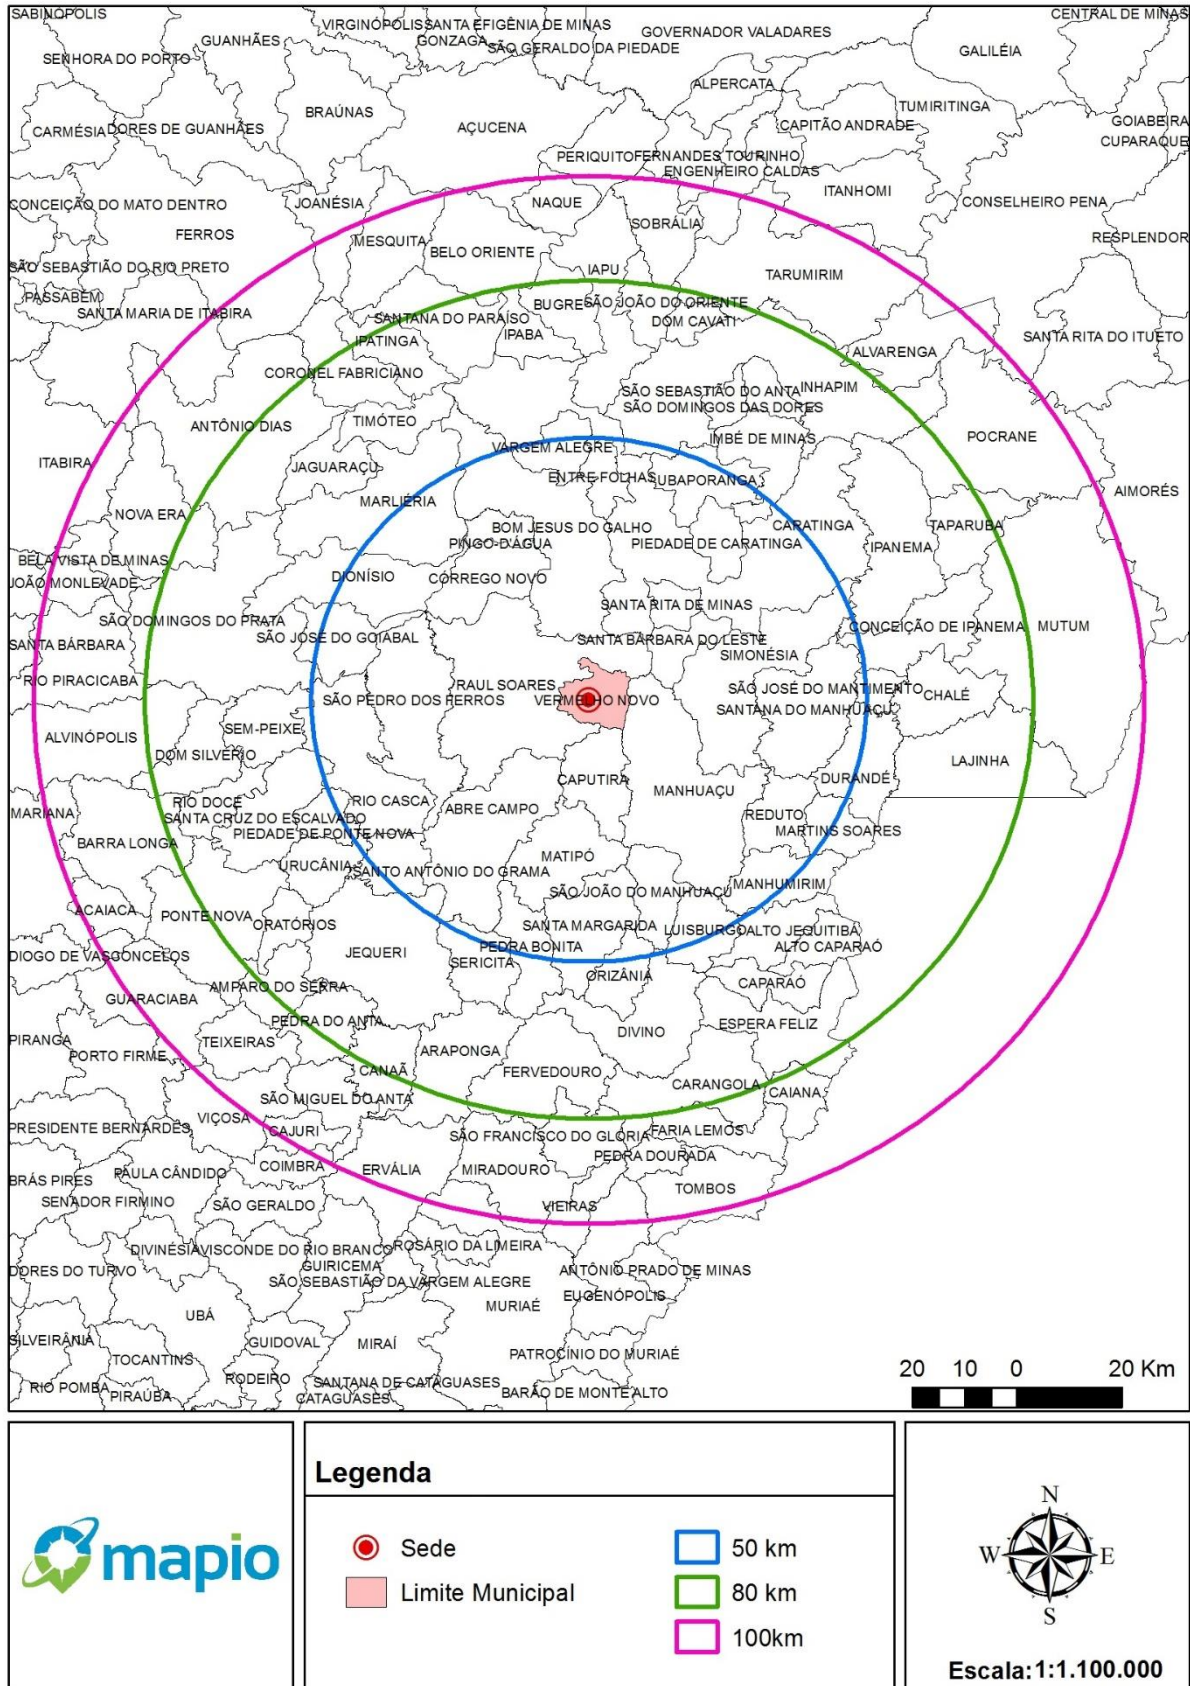 SABINÓPOLIS
VIRGINÓPOLIS
SANTA EFIGÊNIA DE MINAS
CENTRAL DE MINAS
GUANHÃES
GONZAGA
SÃO GERALDO DA PIEDADE
GOVERNADOR VALADARES
GALILÉIA
SENHORA DO PORTO
ALPERCATA
BRAÚNAS
TUMIRITINGA
CARMÉSIA
DORES DE GUANHÃES
AÇUCENA
CAPITÃO ANDRADE
GOIABEIRA
CUPARAQUE
PERIQUITO
FERNANDES TOURINHO
ENGENHEIRO CALDAS
ITANHOMI
CONCEIÇÃO DO MATO DENTRO
JOANÉSIA
NAQUE
CONSELHEIRO PENA
FERROS
MESQUITA
SOBRÁLIA
RESPLENDOR
BELO ORIENTE
SÃO SEBASTIÃO DO RIO PRETO
IAPU
TARUMIRIM
PASSABÉM
SANTA MARIA DE ITABIRA
BUGRE
SÃO JOÃO DO ORIENTE
SANTANA DO PARAÍSO
DOM CAVATI
IPATINGA
IPABA
SANTA RITA DO ITUETO
ALVARENGA
CORONEL FABRICIANO
SÃO SEBASTIÃO DO ANTA
INHAPIM
SÃO DOMINGOS DAS DORES
ANTÔNIO DIAS
TIMÓTEO
IMBÉ DE MINAS
POCRANE
VARGEM ALEGRE
ITABIRA
JAGUARAÇU
ENTRE-FOLHAS
UBAPORANGA
AIMORÉS
MARLIÉRIA
NOVA ERA
BOM JESUS DO GALHO
CARATINGA
TAPARUBA
PINGO-D'ÁGUA
PIEDADE DE CARATINGA
IPANEMA
BELA VISTA DE MINAS
JOÃO MONLEVADE
DIONÍSIO
CÓRREGO NOVO
SANTA RITA DE MINAS
SÃO DOMINGOS DO PRATA
SÃO JOSÉ DO GOIABAL
CONCEIÇÃO DE IPANEMA
MUTUM
SANTA BÁRBARA
SANTA BÁRBARA DO LESTE
SIMONÉSIA
RIO PIRACICABA
RAUL SOARES
SÃO JOSÉ DO MANTIMENTO
CHALÉ
SÃO PEDRO DOS FERROS
VERMELHO NOVO
SANTANA DO MANHUAÇU
ALVINÓPOLIS
SEM-PEIXE
DOM SILVÉRIO
LAJINHA
CAPUTIRA
MANHUAÇU
DURANDÉ
MARIANA
RIO DOCE
RIO CASCA
ABRE CAMPO
REDUTO
SANTA CRUZ DO ESCALVADO
PIEDADE DE PONTE NOVA
MARTINS SOARES
BARRA LONGA
MATIPÓ
URUCÂNIA
SANTO ANTÔNIO DO GRAMA
MANHUMIRIM
SÃO JOÃO DO MANHUAÇU
ACAIACA
PONTE NOVA
ORATÓRIOS
SANTA MARGARIDA
LUISBURGO
ALTO JEQUITIBÁ
ALTO CAPARAÓ
DIOGO DE VASCONCELOS
JEQUERI
PEDRA BONITA
SERICITA
ORIZÂNIA
CAPARAÓ
GUARACIABA
AMPARO DO SERRA
PEDRA DO ANTA
DIVINO
ESPERA FELIZ
PIRANGA
PORTO FIRME
TEIXEIRAS
ARAPONGA
CANAÃ
FERVEDOURO
CARANGOLA
CAIANA
SÃO MIGUEL DO ANTA
VIÇOSA
PRESIDENTE BERNARDES
CAJURI
SÃO FRANCISCO DO GLÓRIA
FARIA LEMOS
PEDRA DOURADA
BRÁS PIRES
PAULA CÂNDIDO
COIMBRA
ERVÁLIA
MIRADOURO
TOMBOS
SENADOR FIRMINO
SÃO GERALDO
VIEIRAS
DIVINÉSIA
VISCONDE DO RIO BRANCO
ROSÁRIO DA LIMEIRA
DORES DO TURVO
GUIRICEMA
ANTÔNIO PRADO DE MINAS
SÃO SEBASTIÃO DA VARGEM ALEGRE
EUGENÓPOLIS
UBÁ
MURIAÉ
SILVEIRÂNIA
GUIDOVAL
MIRAÍ
TOCANTINS
PATROCÍNIO DO MURIAÉ
RIO POMBA
PIRAÚBA
RODEIRO
SANTANA DE CATAGUASES
CATAGUASES
BARÃO DE MONTE ALTO
20 10 0 20 Km
mapio
Legenda
Sede
Limite Municipal
50 km
80 km
100km
N
W E
S
Escala:1:1.100.000